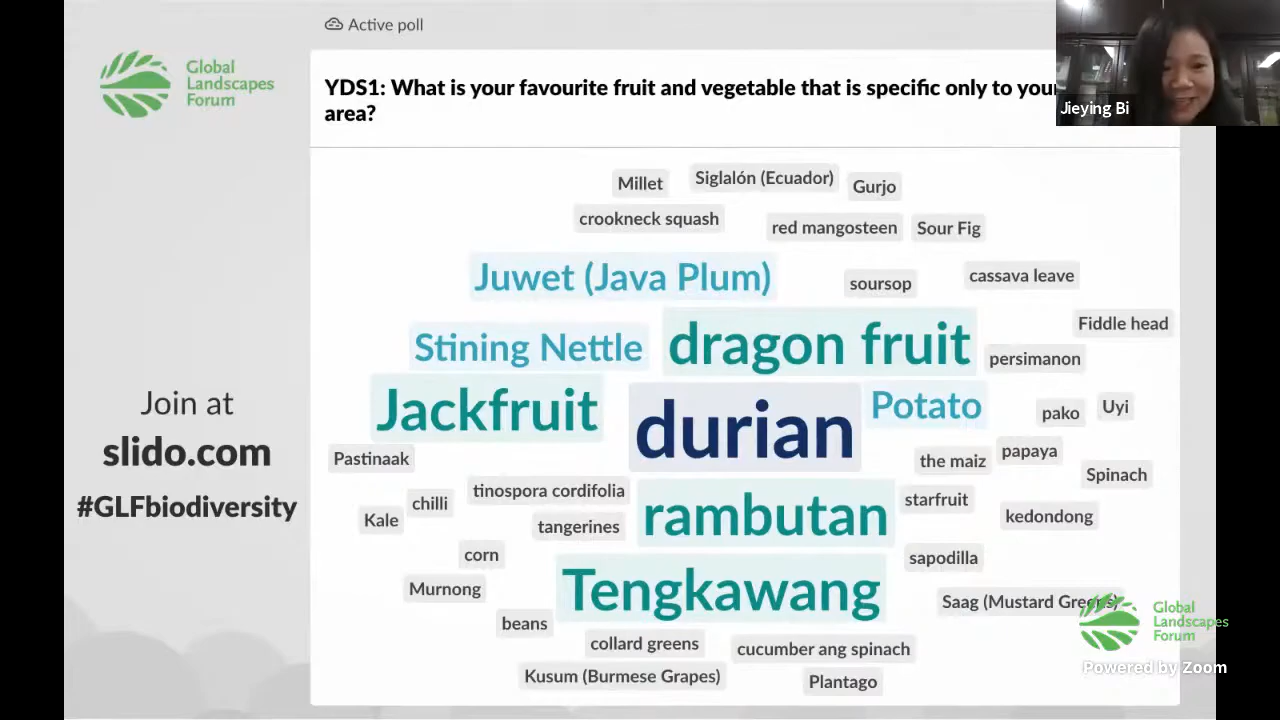 Active poll
Global
Landscapes
Forum
YDS1: What is your favourite fruit and vegetable that is specific only to your
area?
Jieying Bi
Millet
Siglalón (Ecuador)
Gurjo
crookneck squash
red mangosteen
Sour Fig
Juwet (Java Plum)
soursop
cassava leave
Fiddle head
Stining Nettle
dragon fruit
persimanon
Jackfruit
durian
Potato
pako
Uyi
Join at
slido.com
#GLFbiodiversity
Pastinaak
the maiz
papaya
Spinach
tinospora cordifolia
chilli
Kale
tangerines
rambutan
starfruit
kedondong
corn
sapodilla
Murnong
Tengkawang
Saag (Mustard Greens)
beans
collard greens
cucumber ang spinach
Kusum (Burmese Grapes)
Plantago
Global
Landscapes
Forum
Powered by Zoom